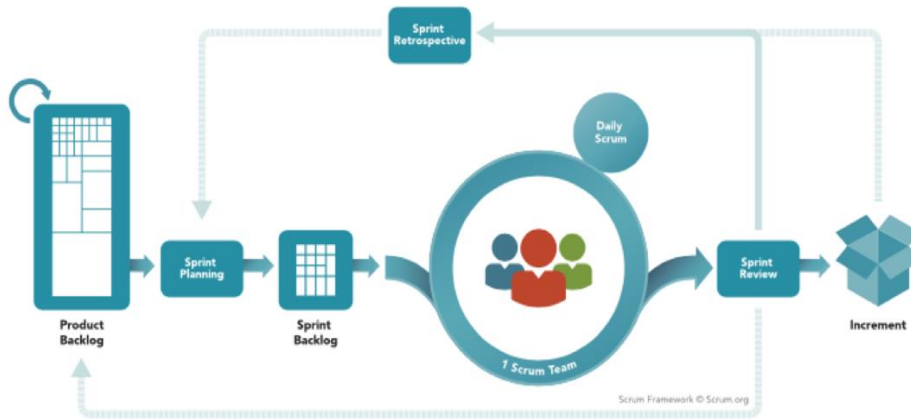 Sprint
Retrospective
Daily
Scrum
Sprint
Planning
Sprint
Review
Product
Backlog
Sprint
Backlog
1 Scrum Team
Increment
Scrum Framework © Scrum.org